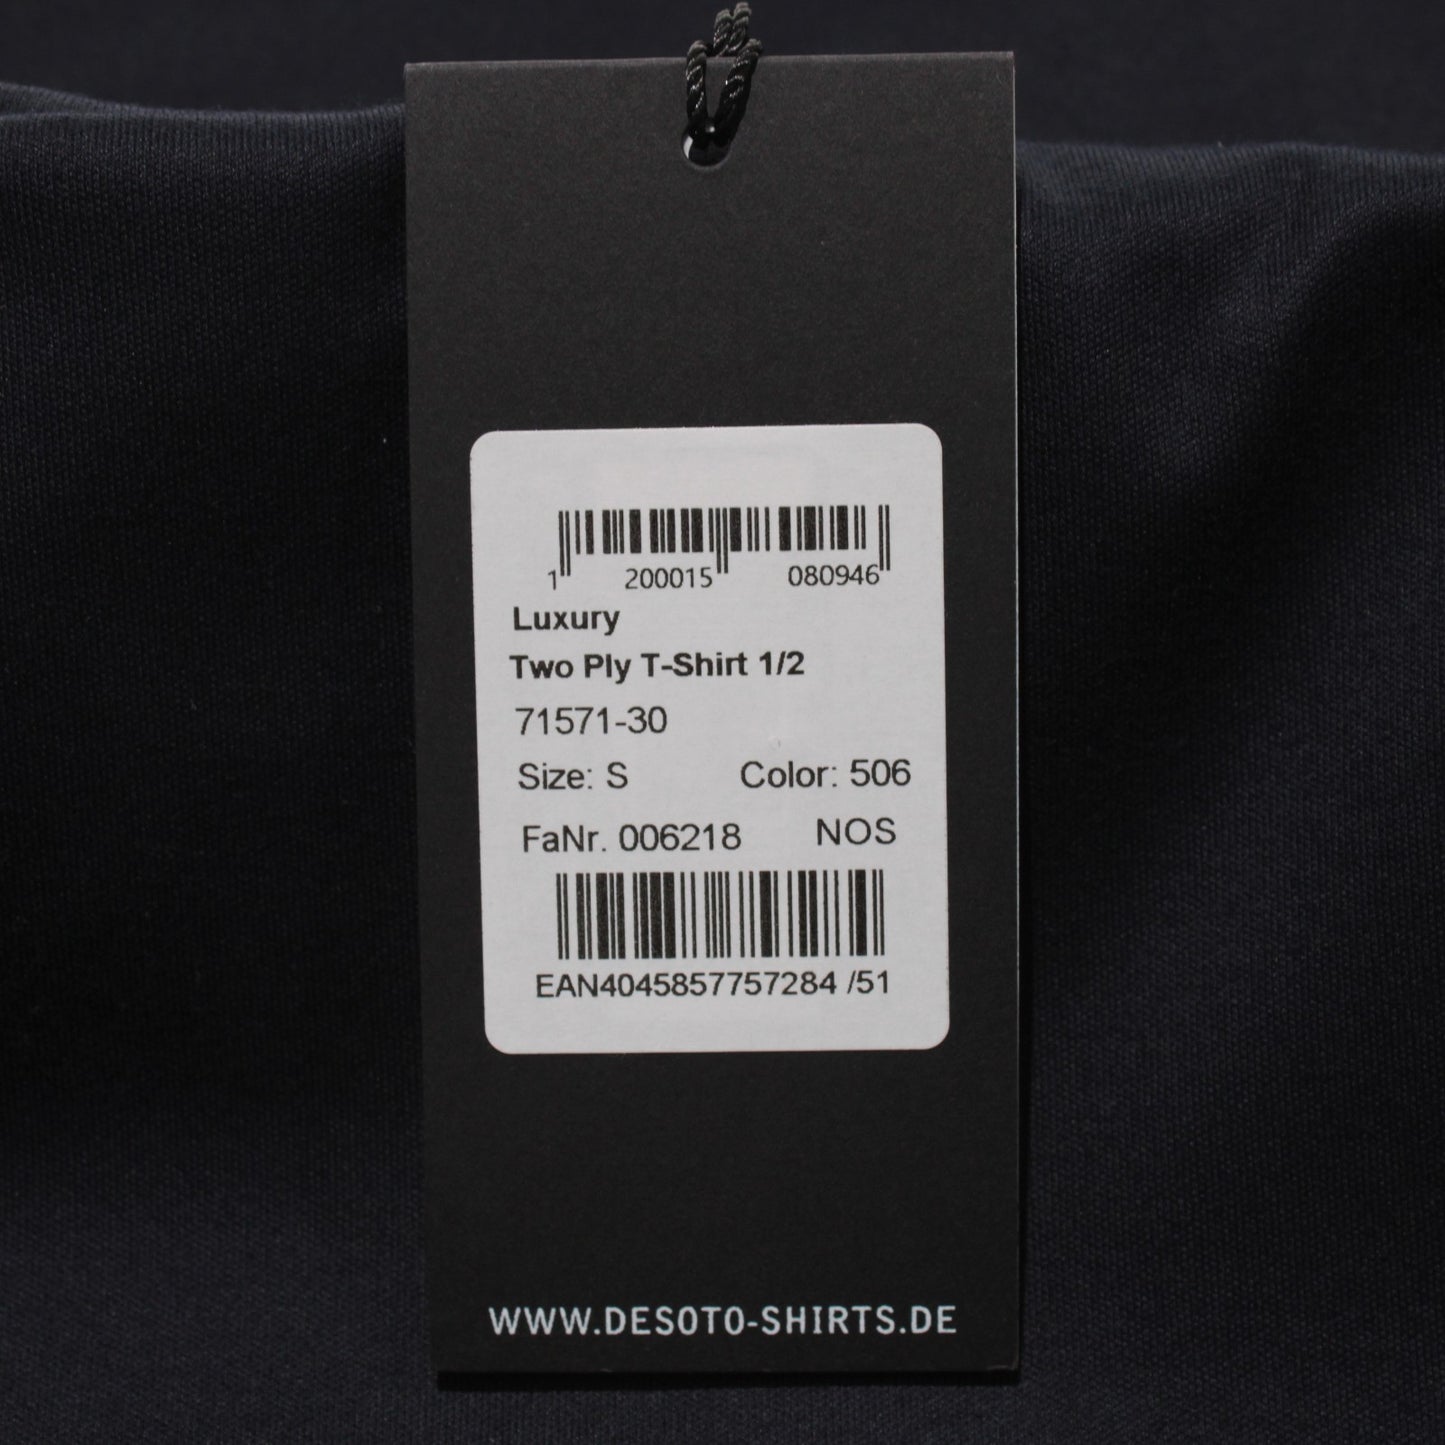 1 200015 080946
Luxury
Two Ply T-Shirt 1/2
71571-30
Size: S Color: 506
FaNr. 006218 NOS
EAN4045857757284 /51
WWW.DESOTO-SHIRTS.DE